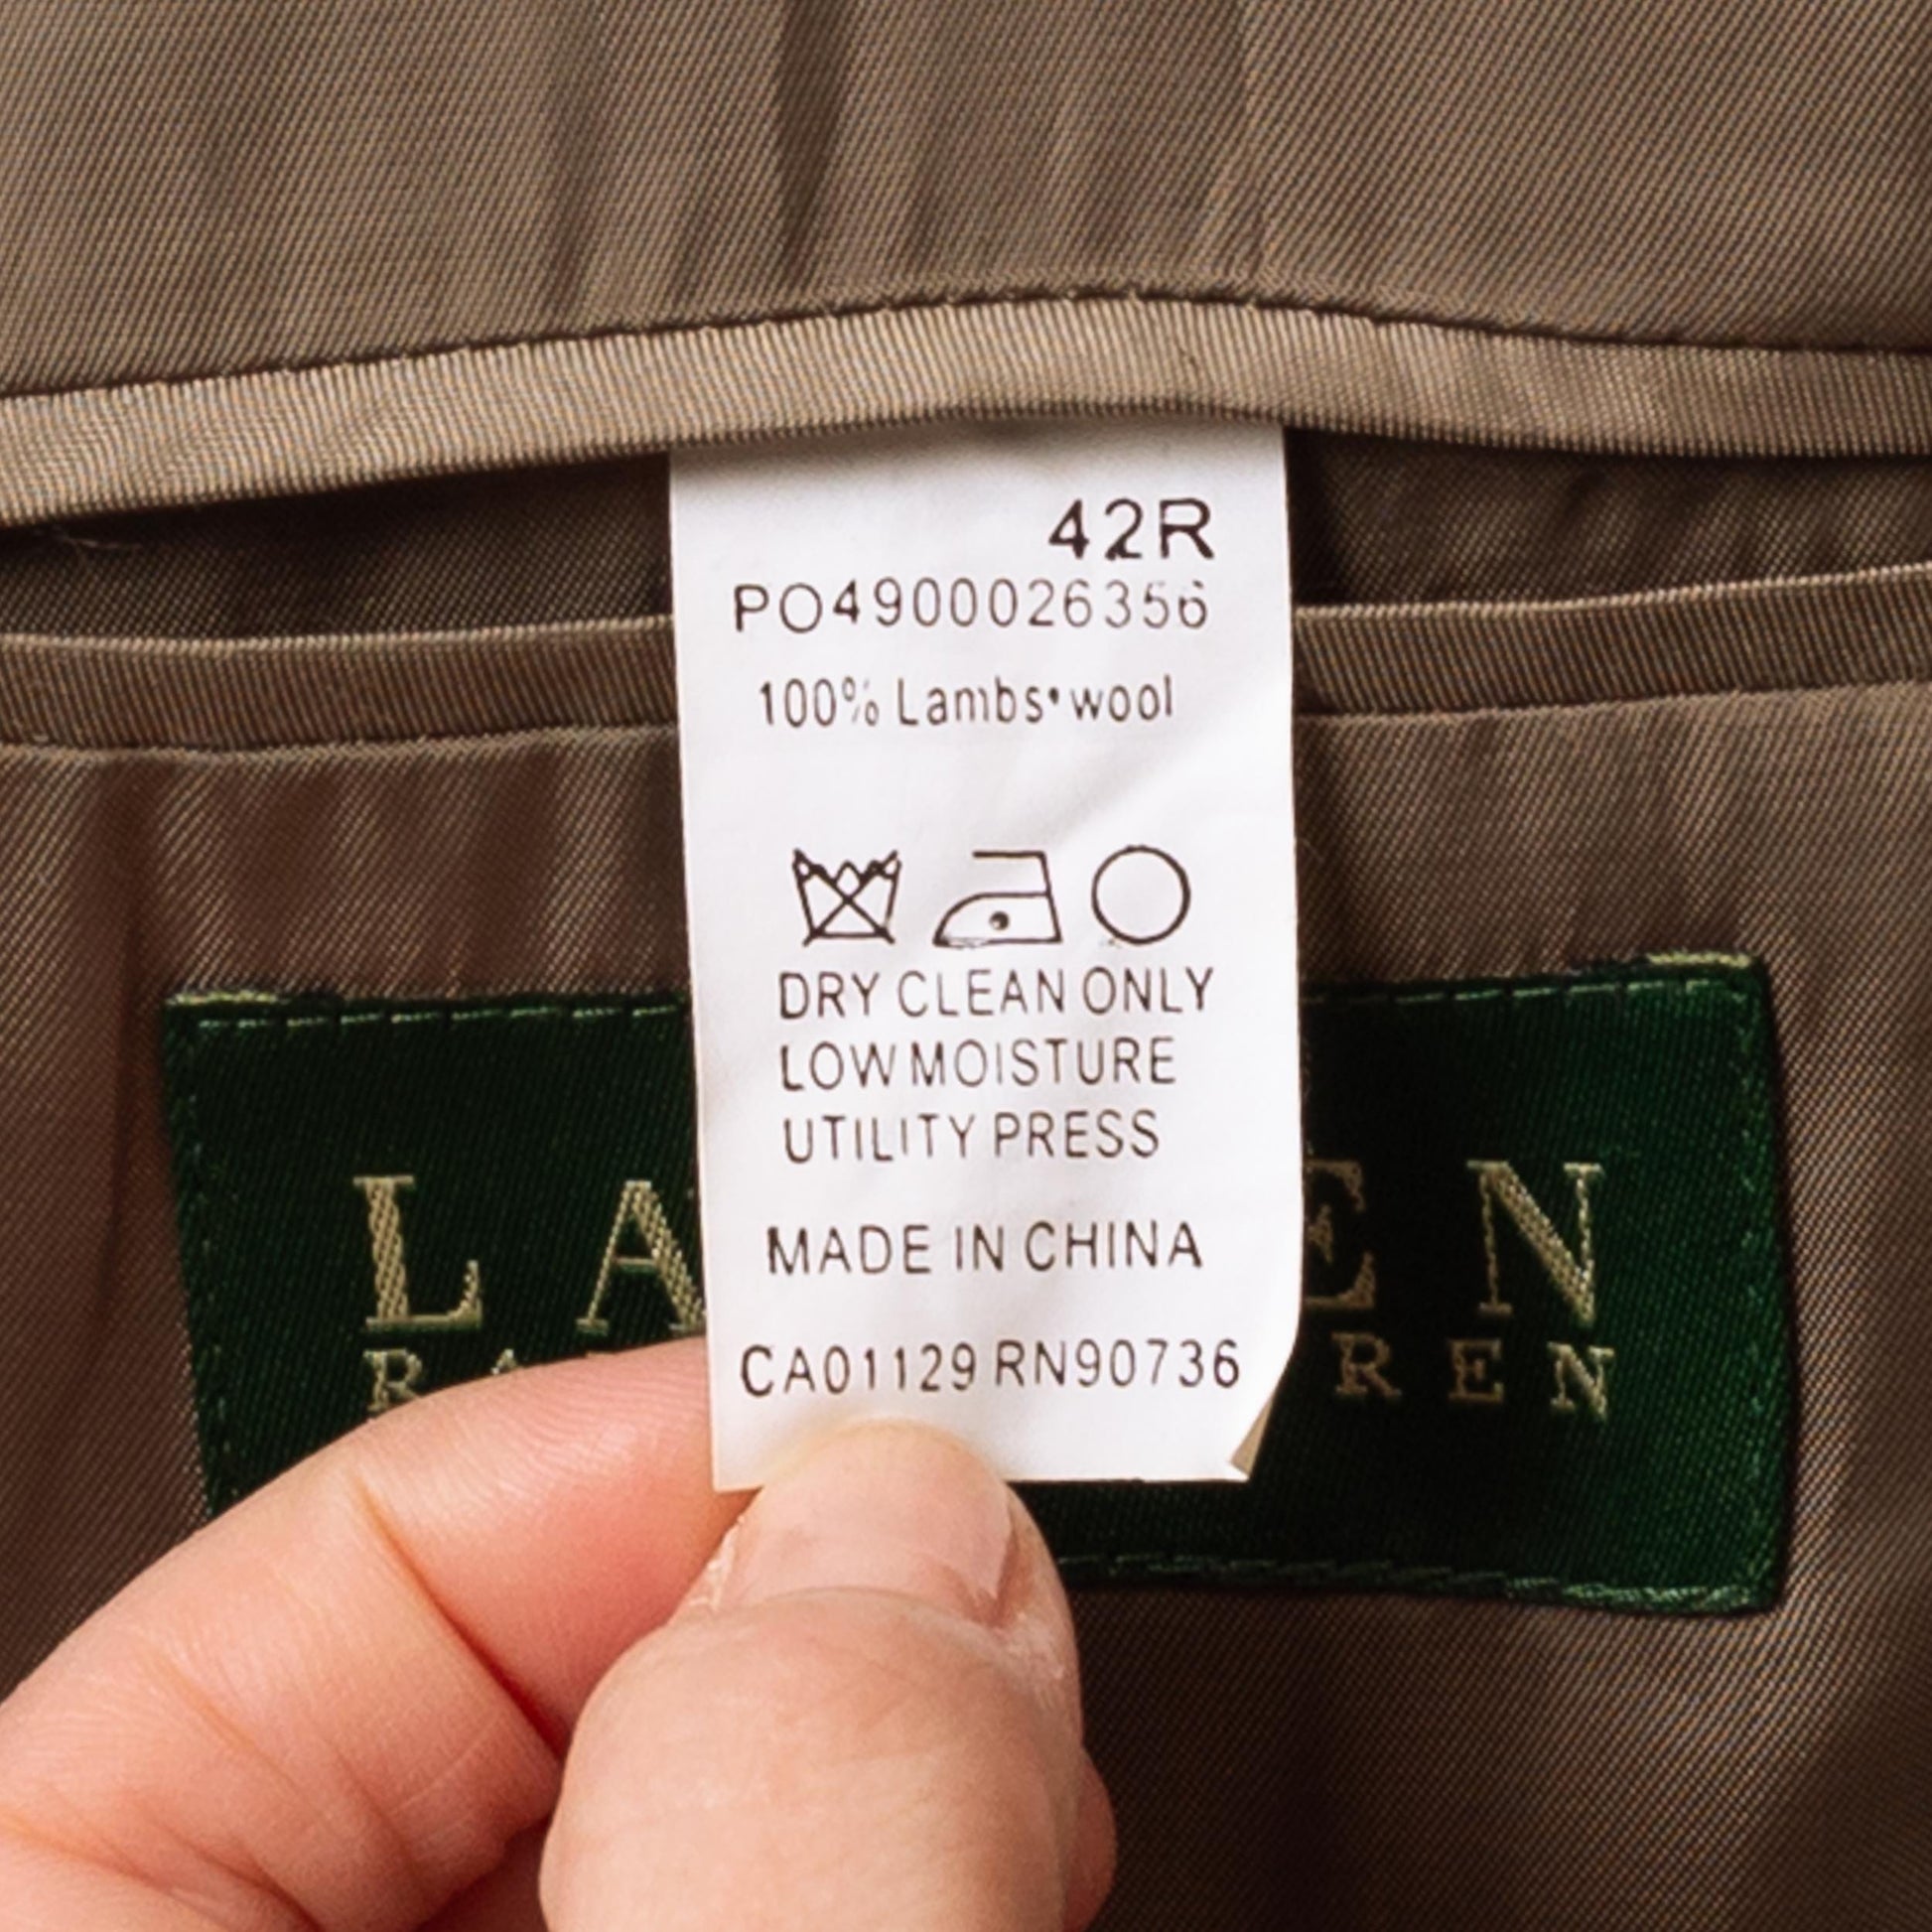 42R
PO4900026356
100% Lambs•wool
DRY CLEAN ONLY
LOW MOISTURE
UTILITY PRESS
MADE IN CHINA
CA01129 RN90736